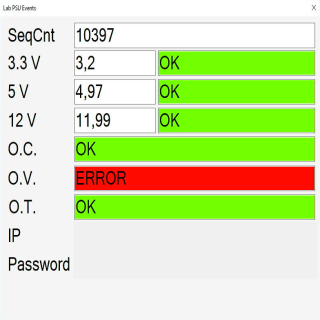 Lab PSU Events X
SeqCnt 10397
3.3 V 3,2 OK
5 V 4,97 OK
12 V 11,99 OK
O.C. OK
O.V. ERROR
O.T. OK
IP
Password